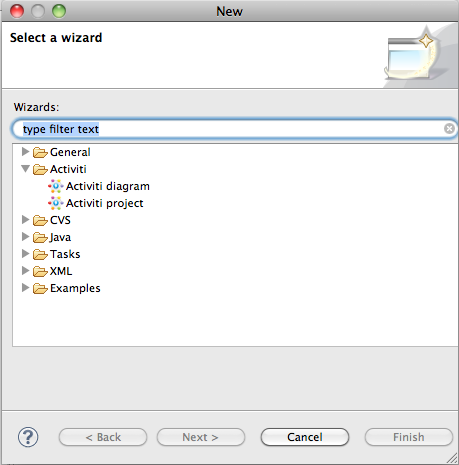 New
Select a wizard
Wizards:
type filter text
General
Activiti
Activiti diagram
Activiti project
CVS
Java
Tasks
XML
Examples
? < Back Next > Cancel Finish